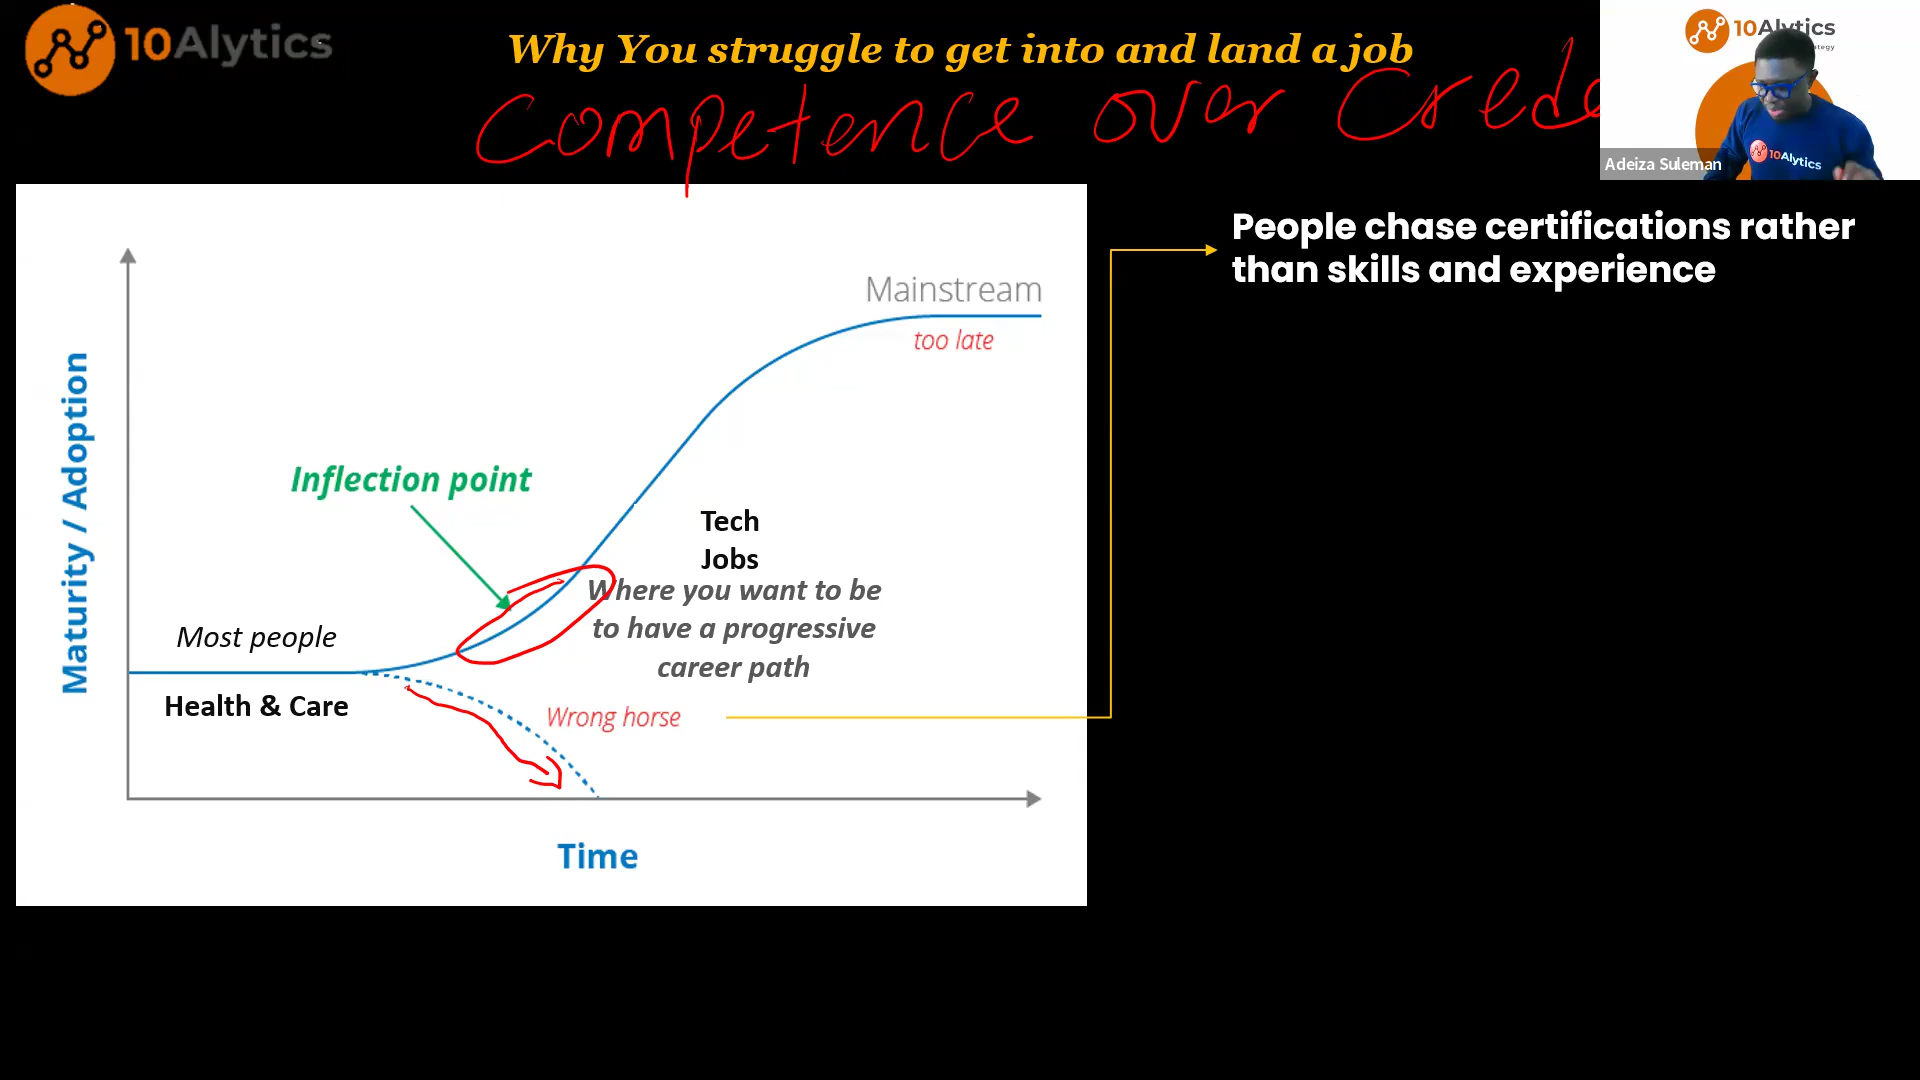 10Alytics
Why You struggle to get into and land a job
10Alytics
Competence over Crede
Adeiza Suleman
10Alytics
People chase certifications rather
than skills and experience
Mainstream
too late
Maturity / Adoption
Inflection point
Tech
Jobs
Where you want to be
to have a progressive
career path
Most people
Health & Care
Wrong horse
Time